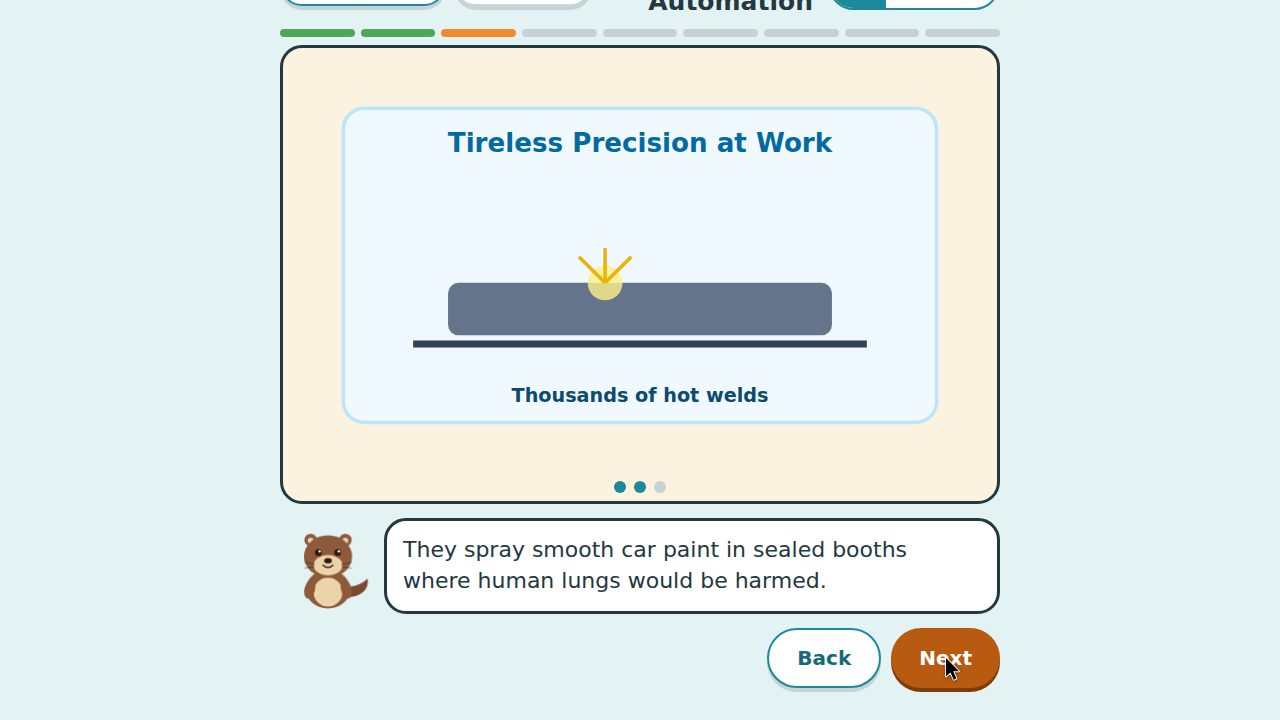 Automation
Tireless Precision at Work
Thousands of hot welds
They spray smooth car paint in sealed booths
where human lungs would be harmed.
Back
Next